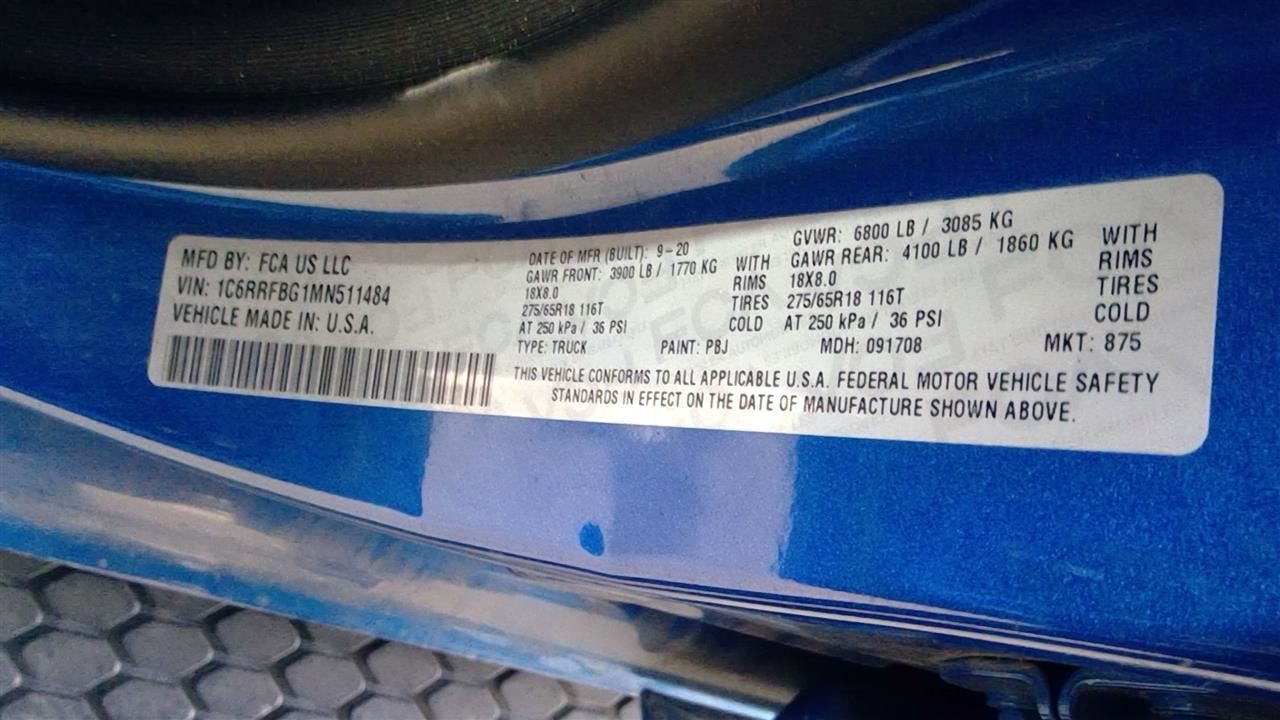 MFD BY: FCA US LLC
VIN: 1C6RRFBG1MN511484
VEHICLE MADE IN: U.S.A.
DATE OF MFR (BUILT): 9-20
GVWR: 6800 LB / 3085 KG
GAWR FRONT: 3900 LB / 1770 KG WITH GAWR REAR: 4100 LB / 1860 KG WITH
18X8.0 RIMS 18X8.0 RIMS
275/65R18 116T TIRES 275/65R18 116T TIRES
AT 250 kPa / 36 PSI COLD AT 250 kPa / 36 PSI COLD
TYPE: TRUCK PAINT: PBJ MDH: 091708 MKT: 875
THIS VEHICLE CONFORMS TO ALL APPLICABLE U.S.A. FEDERAL MOTOR VEHICLE SAFETY
STANDARDS IN EFFECT ON THE DATE OF MANUFACTURE SHOWN ABOVE.